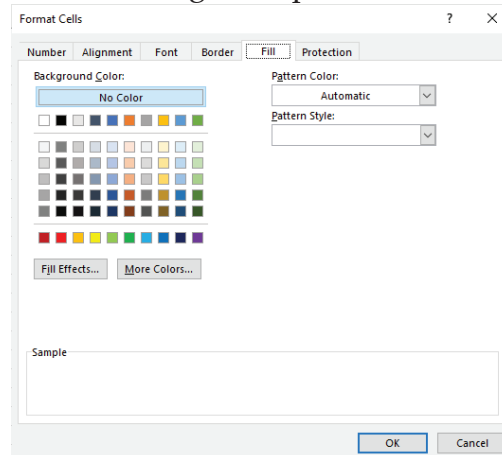 Format Cells ? ×
Number Alignment Font Border Fill Protection
Background Color:
No Color
Pattern Color:
Automatic
Pattern Style:
Fill Effects... More Colors...
Sample
OK Cancel